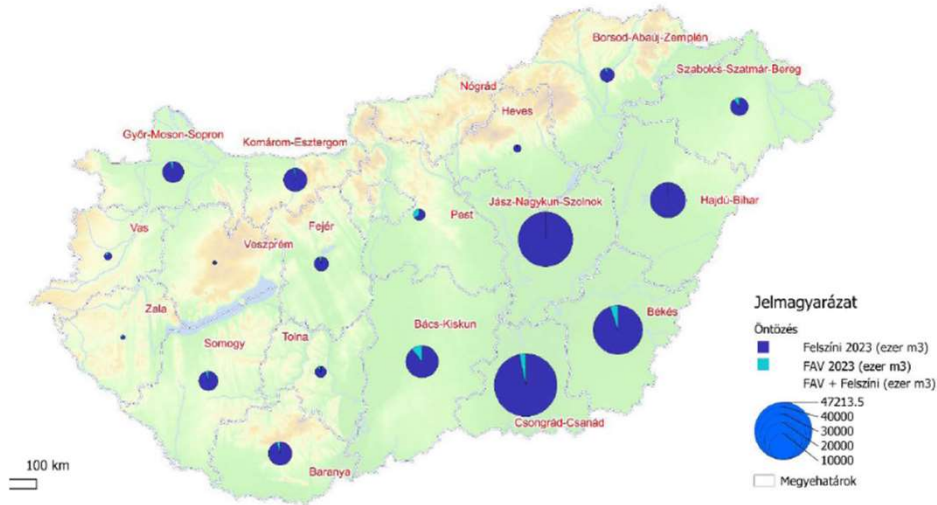 Borsod-Abaúj-Zemplén
Szabolcs-Szatmár-Bereg
Nógrád
Heves
Győr-Moson-Sopron
Komárom-Esztergom
Jász-Nagykun-Szolnok
Hajdú-Bihar
Pest
Vas
Veszprém
Fejér
Zala
Somogy
Tolna
Bács-Kiskun
Békés
Csongrád-Csanád
Baranya
100 km
Jelmagyarázat
Öntözés
Felszíni 2023 (ezer m3)
FAV 2023 (ezer m3)
FAV + Felszíni (ezer m3)
47213.5
40000
30000
20000
10000
Megyehatárok